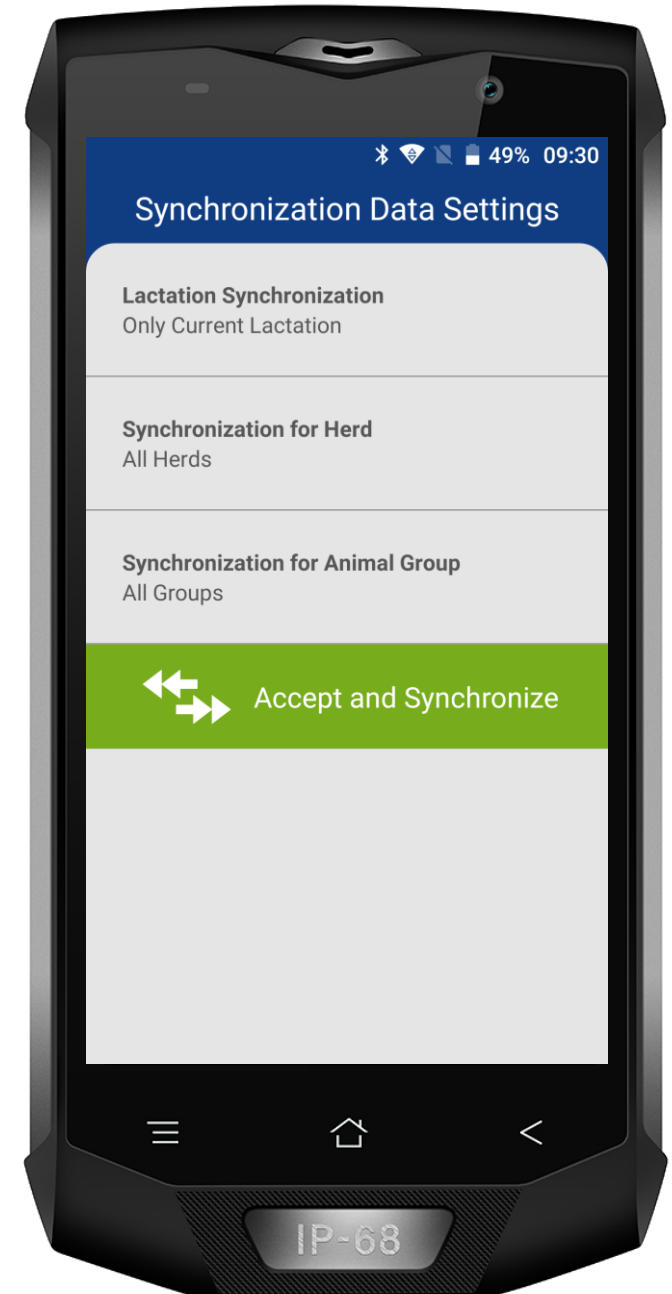 49% 09:30
Synchronization Data Settings
Lactation Synchronization
Only Current Lactation
Synchronization for Herd
All Herds
Synchronization for Animal Group
All Groups
Accept and Synchronize
IP-68